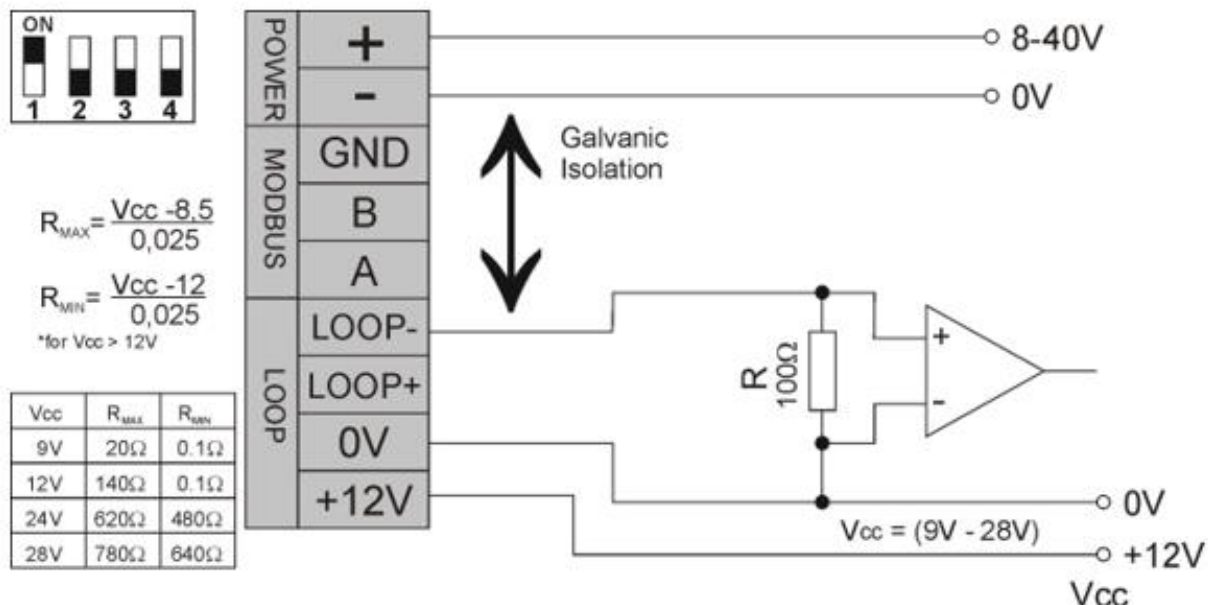 ON
1 2 3 4
RMAX= Vcc -8,5
0,025
RMIN= Vcc -12
0,025
*for Vcc > 12V
Vcc RMAX RMIN
9V 20Ω 0.1Ω
12V 140Ω 0.1Ω
24V 620Ω 480Ω
28V 780Ω 640Ω
POWER
+
-
MODBUS
GND
B
A
LOOP
LOOP-
LOOP+
0V
+12V
8-40V
0V
Galvanic
Isolation
R
100Ω
+
-
0V
Vcc = (9V - 28V)
+12V
Vcc